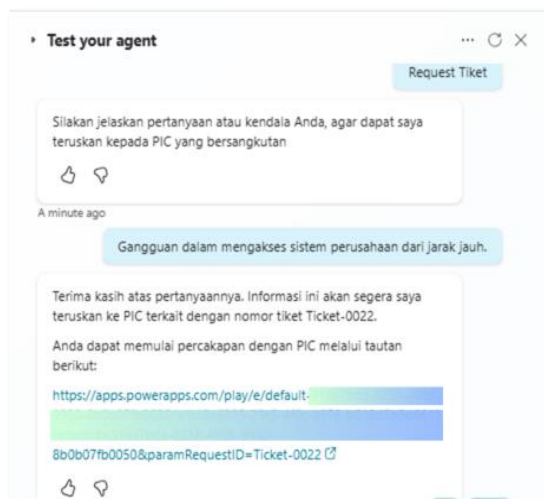 Test your agent
Request Tiket
Silakan jelaskan pertanyaan atau kendala Anda, agar dapat saya
teruskan kepada PIC yang bersangkutan
A minute ago
Gangguan dalam mengakses sistem perusahaan dari jarak jauh.
Terima kasih atas pertanyaannya. Informasi ini akan segera saya
teruskan ke PIC terkait dengan nomor tiket Ticket-0022.
Anda dapat memulai percakapan dengan PIC melalui tautan
berikut:
https://apps.powerapps.com/play/e/default-
8b0b07fb0050&paramRequestID=Ticket-0022